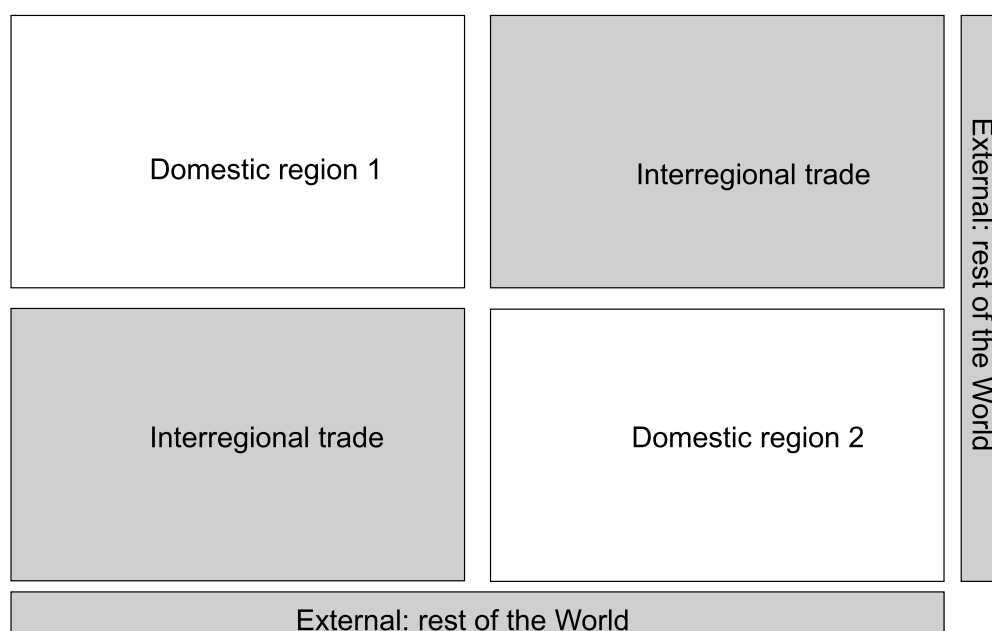 Domestic region 1
Interregional trade
External: rest of the World
Interregional trade
Domestic region 2
External: rest of the World